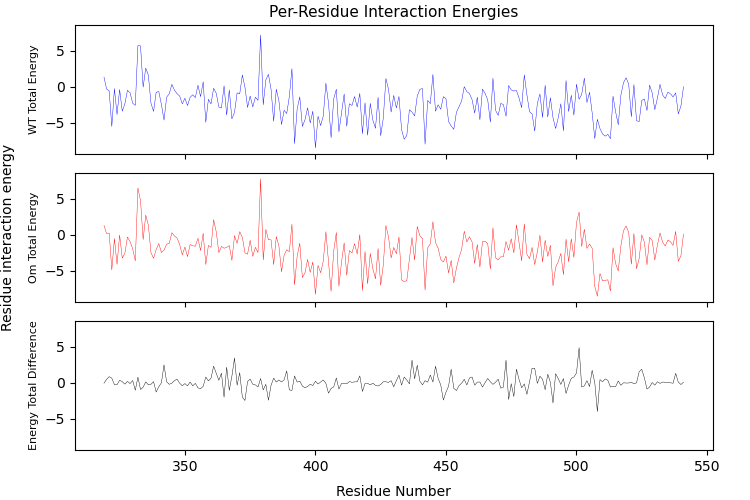 Per-Residue Interaction Energies
Residue interaction energy
WT Total Energy
5
0
−5
Om Total Energy
5
0
−5
Energy Total Difference
5
0
−5
350
400
450
500
550
Residue Number